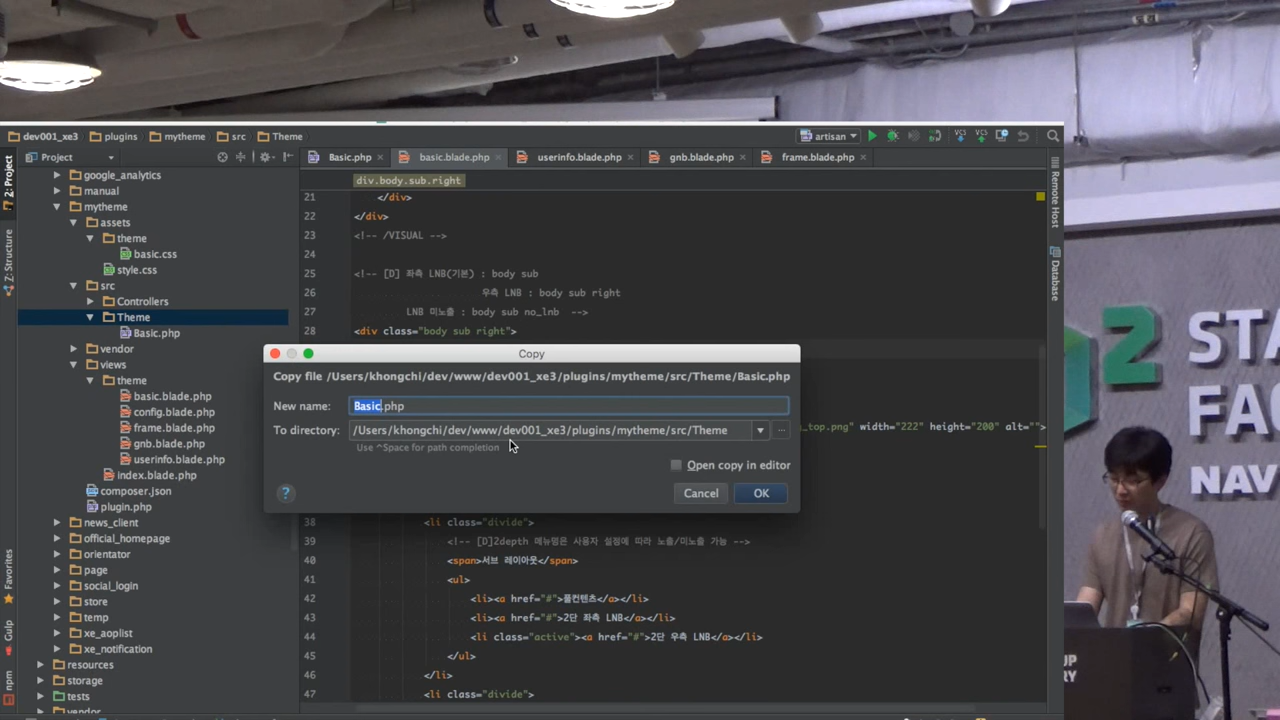 dev001_xe3 plugins mytheme src Theme
artisan
Project
Basic.php basic.blade.php userinfo.blade.php gnb.blade.php frame.blade.php
div.body.sub.right
2: Project
Z: Structure
Favorites
Gulp
npm
Remote Host
Database
google_analytics
manual
mytheme
assets
theme
basic.css
style.css
src
Controllers
Theme
Basic.php
vendor
views
theme
basic.blade.php
config.blade.php
frame.blade.php
gnb.blade.php
userinfo.blade.php
index.blade.php
composer.json
plugin.php
news_client
official_homepage
orientator
page
social_login
store
temp
xe_aoplist
xe_notification
resources
storage
tests
vendor
21 </div>
22 </div>
23 <!-- /VISUAL -->
24
25 <!-- [D] 좌측 LNB(기본) : body sub
26 우측 LNB : body sub right
27 LNB 미노출 : body sub no_lnb -->
28 <div class="body sub right">
Copy
Copy file /Users/khongchi/dev/www/dev001_xe3/plugins/mytheme/src/Theme/Basic.php
New name: Basic.php
To directory: /Users/khongchi/dev/www/dev001_xe3/plugins/mytheme/src/Theme
Use ^Space for path completion
Open copy in editor
? Cancel OK
_top.png" width="222" height="200" alt="">
38 <li class="divide">
39 <!-- [D]2depth 메뉴명은 사용자 설정에 따라 노출/미노출 가능 -->
40 <span>서브 레이아웃</span>
41 <ul>
42 <li><a href="#">풀컨텐츠</a></li>
43 <li><a href="#">2단 좌측 LNB</a></li>
44 <li class="active"><a href="#">2단 우측 LNB</a></li>
45 </ul>
46 </li>
47 <li class="divide">
D2 STA
FAC
NAV
UP
RY